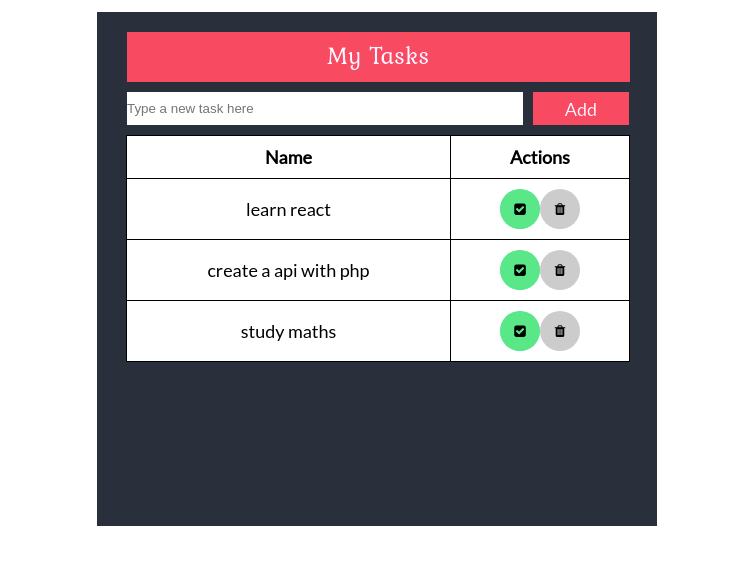 My Tasks
Type a new task here
Add
Name Actions
learn react
create a api with php
study maths